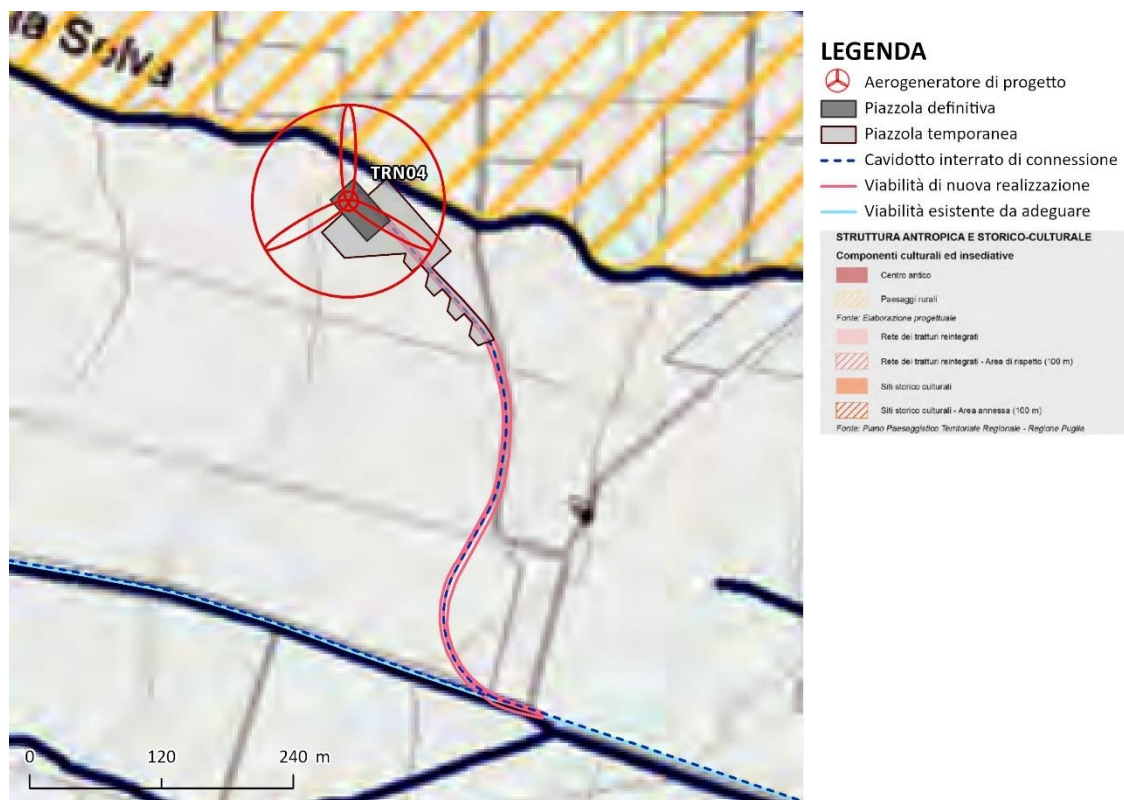 Solva
TRN04
0 120 240 m
LEGENDA
Aerogeneratore di progetto
Piazzola definitiva
Piazzola temporanea
Cavidotto interrato di connessione
Viabilità di nuova realizzazione
Viabilità esistente da adeguare
STRUTTURA ANTROPICA E STORICO-CULTURALE
Componenti culturali ed insediative
Centro antico
Paesaggi rurali
Fonte: Elaborazione progettuale
Rete dei tratturi reintegrati
Rete dei tratturi reintegrati - Area di rispetto (100 m)
Siti storico culturali
Siti storico culturali - Area annessa (100 m)
Fonte: Piano Paesaggistico Territoriale Regionale - Regione Puglia